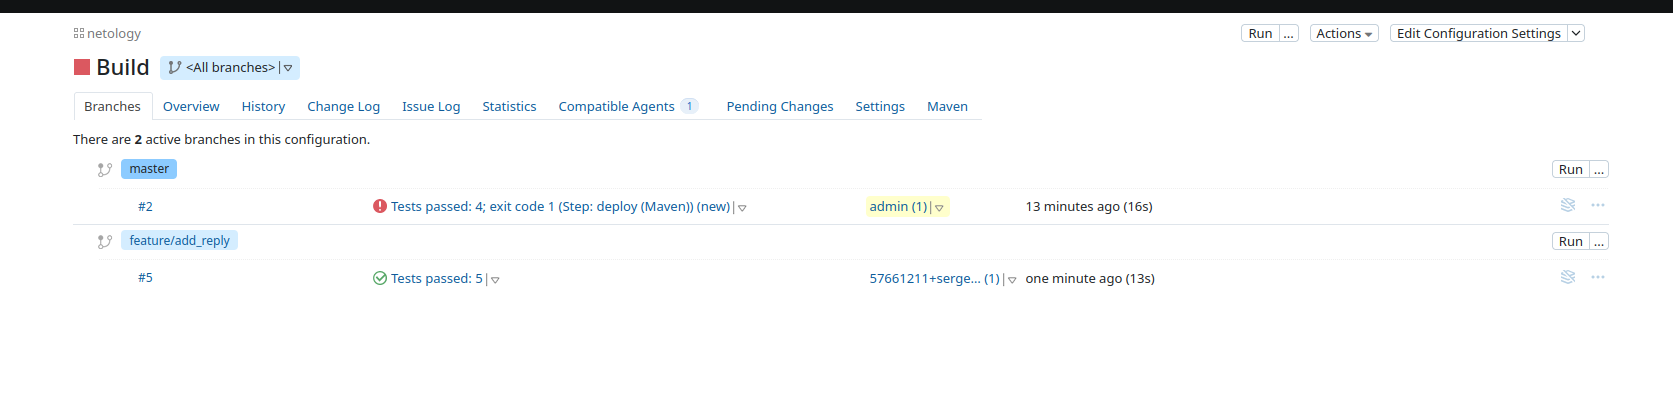 netology
Run ... Actions Edit Configuration Settings
Build <All branches>
Branches Overview History Change Log Issue Log Statistics Compatible Agents 1 Pending Changes Settings Maven
There are 2 active branches in this configuration.
master Run ...
#2 Tests passed: 4; exit code 1 (Step: deploy (Maven)) (new) admin (1) 13 minutes ago (16s)
feature/add_reply Run ...
#5 Tests passed: 5 57661211+serge... (1) one minute ago (13s)